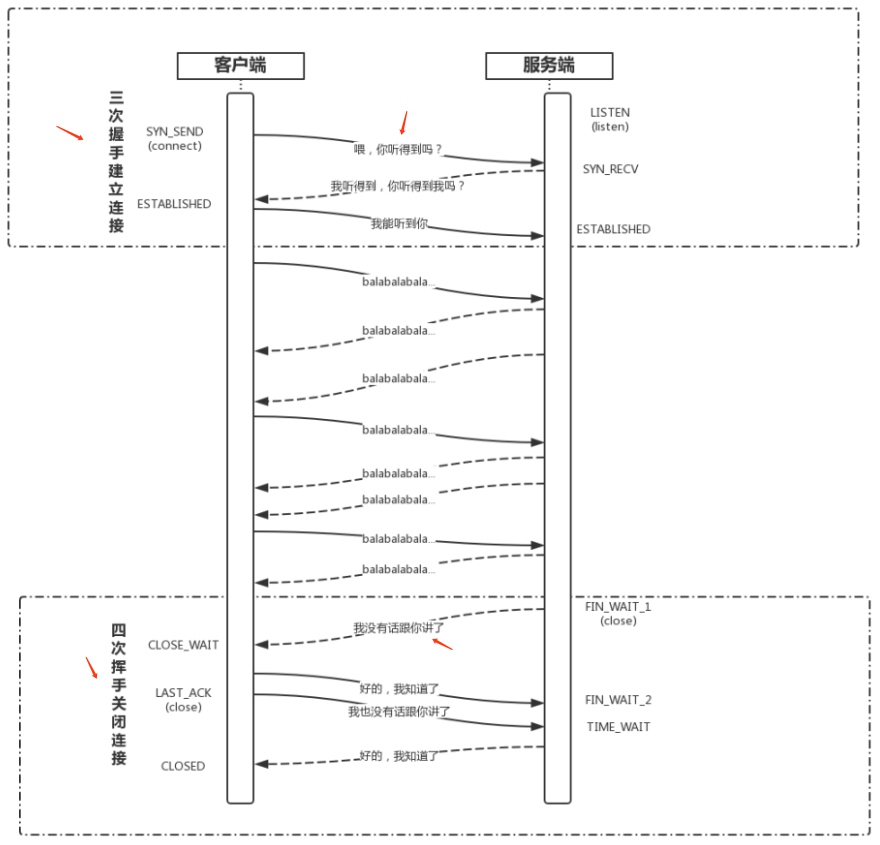 客户端
服务端
三次握手建立连接
LISTEN
(listen)
SYN_SEND
(connect)
喂，你听得到吗？
SYN_RECV
我听得到，你听得到我吗？
ESTABLISHED
我能听到你
ESTABLISHED
balabalabala...
balabalabala...
balabalabala...
balabalabala...
balabalabala...
balabalabala...
balabalabala...
balabalabala...
四次挥手关闭连接
FIN_WAIT_1
(close)
我没有话跟你讲了
CLOSE_WAIT
好的，我知道了
LAST_ACK
(close)
FIN_WAIT_2
我也没有话跟你讲了
TIME_WAIT
好的，我知道了
CLOSED